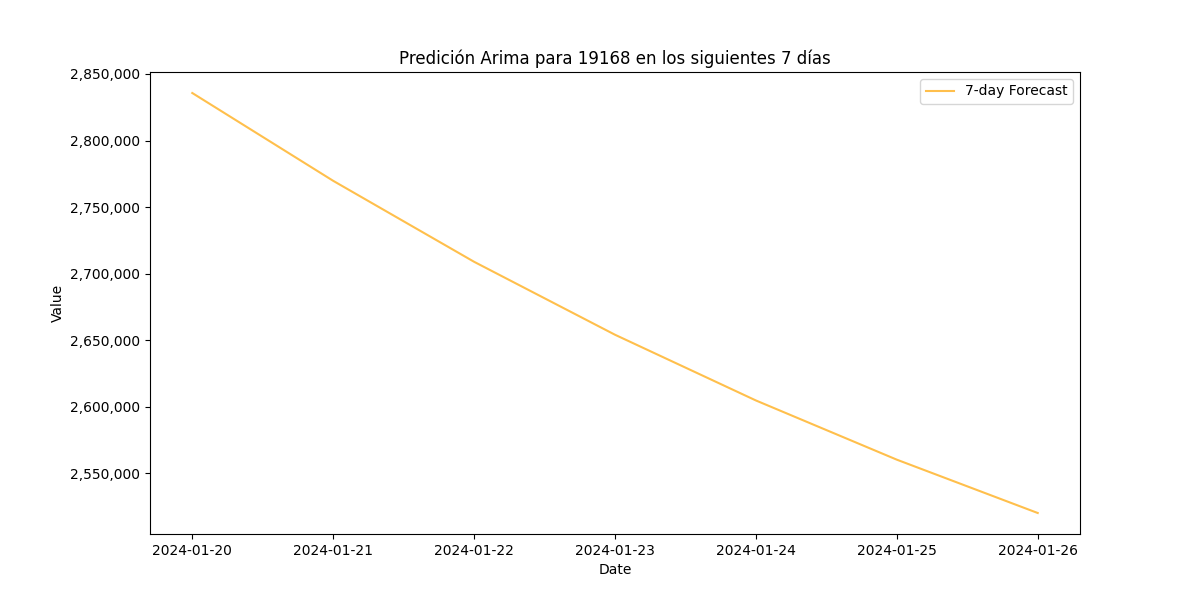 Predición Arima para 19168 en los siguientes 7 días
7-day Forecast
Value
2,850,000
2,800,000
2,750,000
2,700,000
2,650,000
2,600,000
2,550,000
2024-01-20 2024-01-21 2024-01-22 2024-01-23 2024-01-24 2024-01-25 2024-01-26
Date